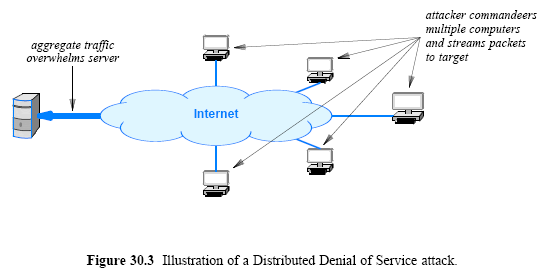 aggregate traffic
overwhelms server
attacker commandeers
multiple computers
and streams packets
to target
Internet
Figure 30.3 Illustration of a Distributed Denial of Service attack.